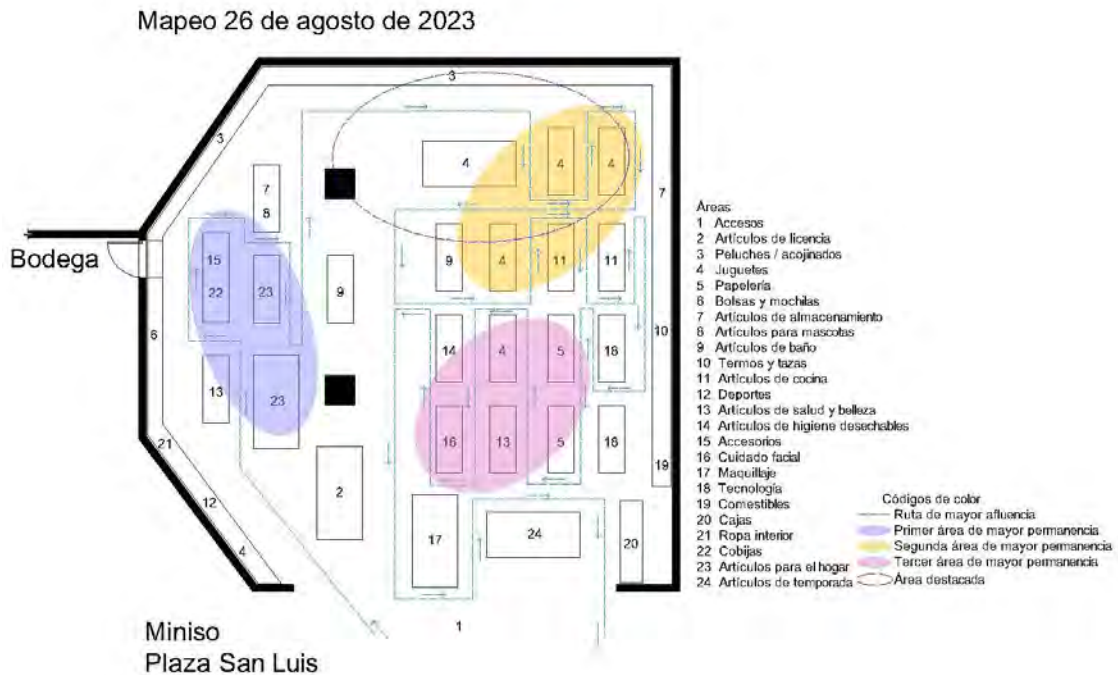 Mapeo 26 de agosto de 2023
3
3
4
4
4
7
7
8
Bodega
15
22
23
9
9
4
11
11
6
10
14
4
5
18
13
23
16
13
5
16
21
19
2
12
4
17
24
20
1
Áreas
1 Accesos
2 Artículos de licencia
3 Peluches / acojinados
4 Juguetes
5 Papelería
6 Bolsas y mochilas
7 Artículos de almacenamiento
8 Artículos para mascotas
9 Artículos de baño
10 Termos y tazas
11 Artículos de cocina
12 Deportes
13 Artículos de salud y belleza
14 Artículos de higiene desechables
15 Accesorios
16 Cuidado facial
17 Maquillaje
18 Tecnología
19 Comestibles
20 Cajas
21 Ropa interior
22 Cobijas
23 Artículos para el hogar
24 Artículos de temporada
Códigos de color
Ruta de mayor afluencia
Primer área de mayor permanencia
Segunda área de mayor permanencia
Tercer área de mayor permanencia
Área destacada
Miniso
Plaza San Luis